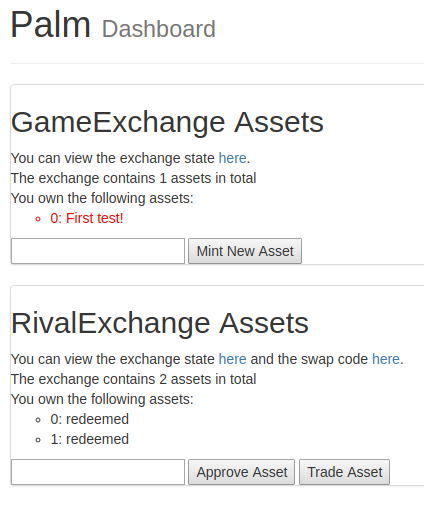 Palm Dashboard
GameExchange Assets
You can view the exchange state here.
The exchange contains 1 assets in total
You own the following assets:
0: First test!
Mint New Asset
RivalExchange Assets
You can view the exchange state here and the swap code here.
The exchange contains 2 assets in total
You own the following assets:
0: redeemed
1: redeemed
Approve Asset Trade Asset